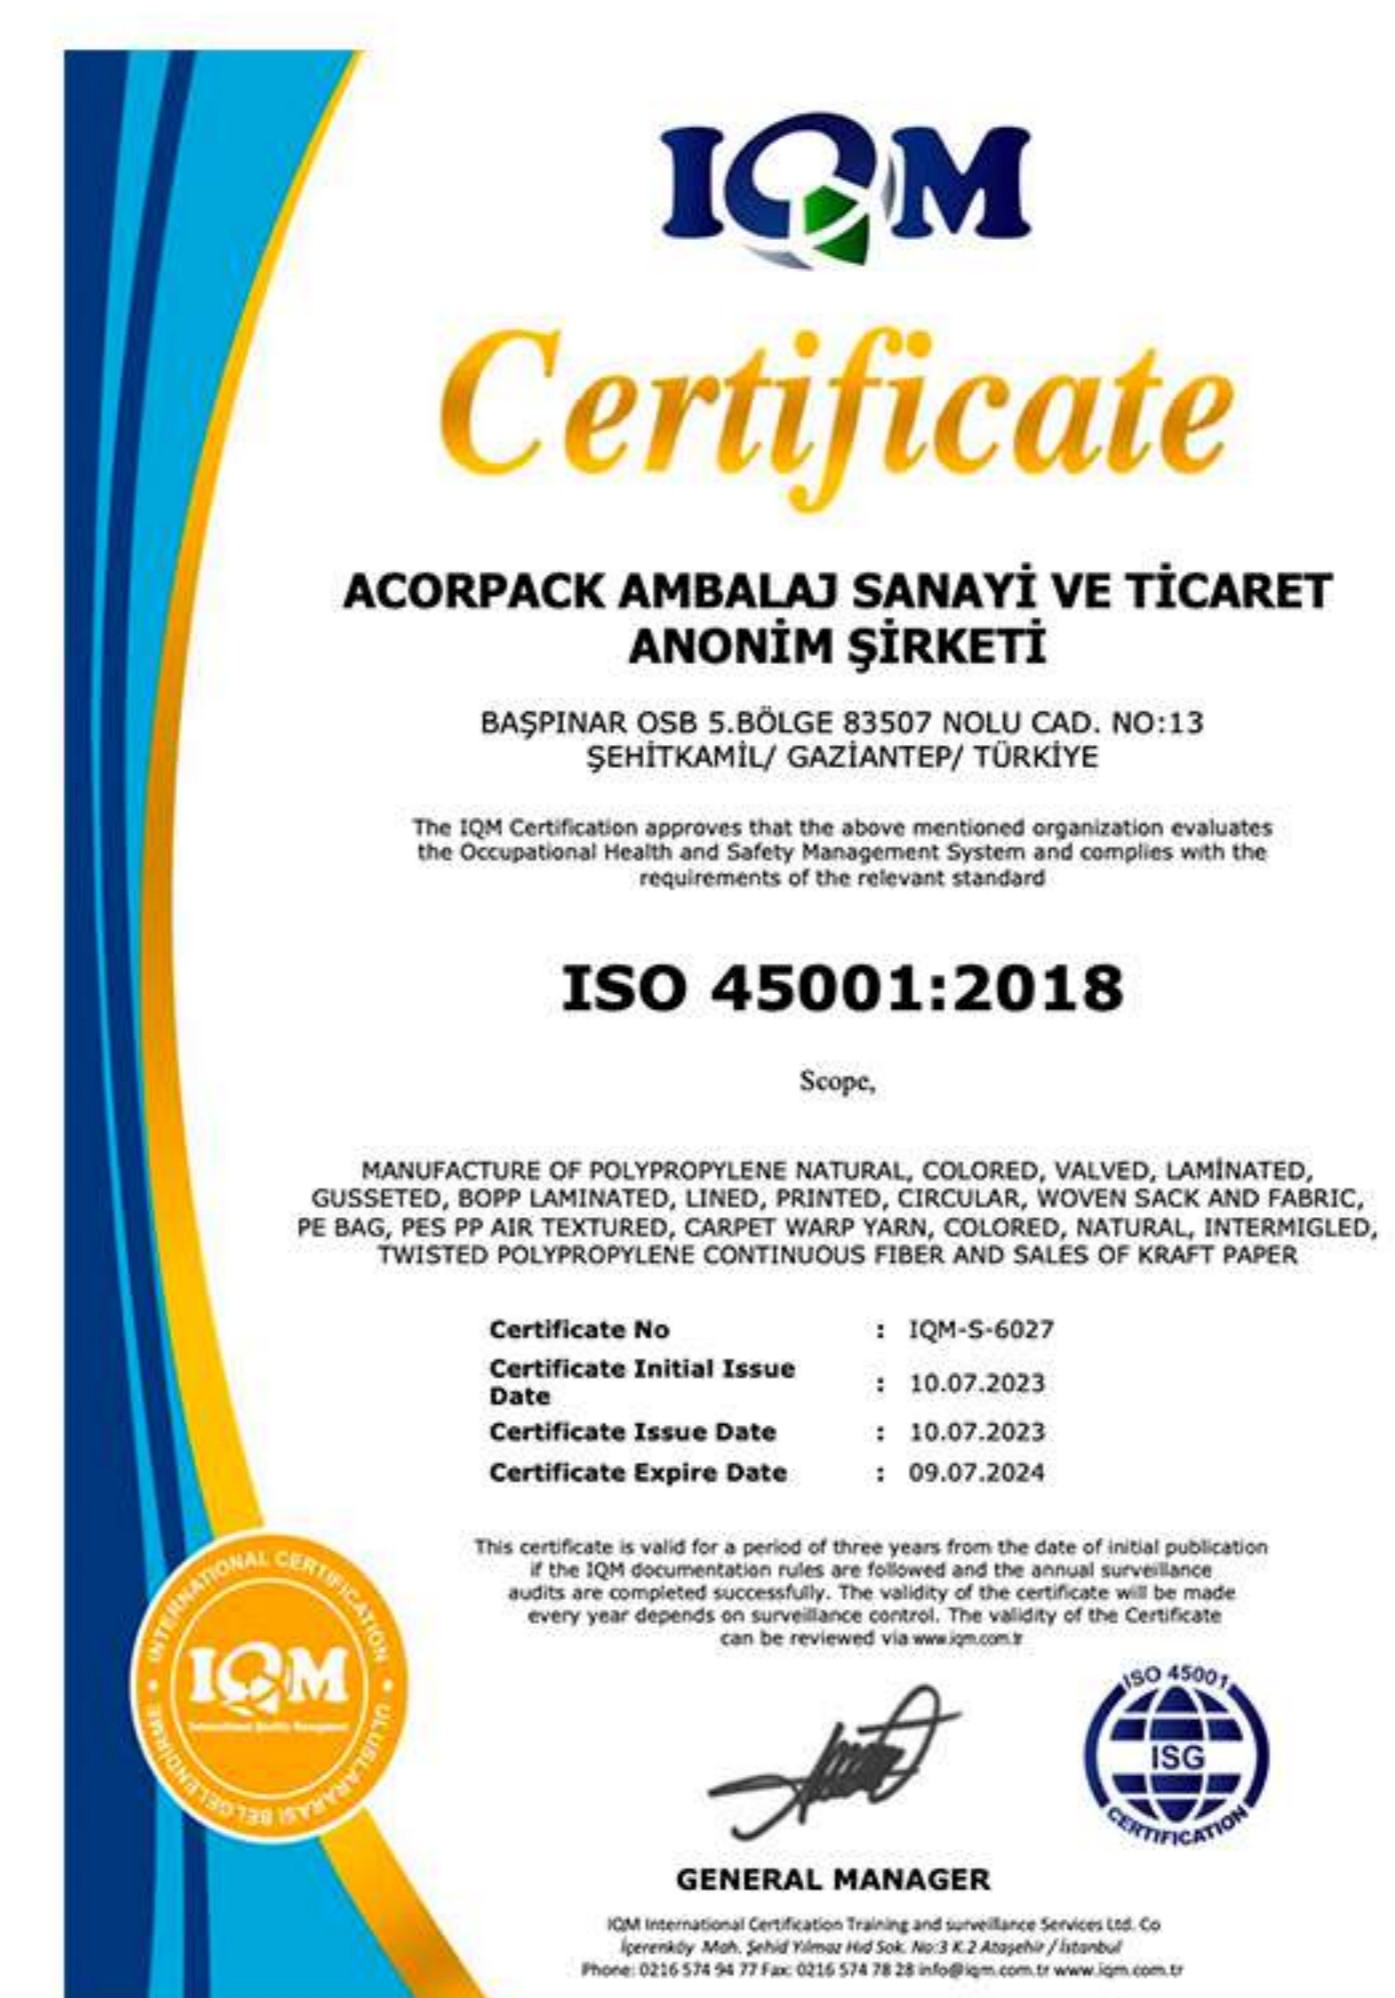 IQM
Certificate
ACORPACK AMBALAJ SANAYİ VE TİCARET
ANONİM ŞİRKETİ
BAŞPINAR OSB 5.BÖLGE 83507 NOLU CAD. NO:13
ŞEHİTKAMİL/ GAZİANTEP/ TÜRKİYE
The IQM Certification approves that the above mentioned organization evaluates
the Occupational Health and Safety Management System and complies with the
requirements of the relevant standard
ISO 45001:2018
Scope,
MANUFACTURE OF POLYPROPYLENE NATURAL, COLORED, VALVED, LAMİNATED,
GUSSETED, BOPP LAMINATED, LINED, PRINTED, CIRCULAR, WOVEN SACK AND FABRIC,
PE BAG, PES PP AIR TEXTURED, CARPET WARP YARN, COLORED, NATURAL, INTERMIGLED,
TWISTED POLYPROPYLENE CONTINUOUS FIBER AND SALES OF KRAFT PAPER
Certificate No : IQM-S-6027
Certificate Initial Issue
Date : 10.07.2023
Certificate Issue Date : 10.07.2023
Certificate Expire Date : 09.07.2024
This certificate is valid for a period of three years from the date of initial publication
if the IQM documentation rules are followed and the annual surveillance
audits are completed successfully. The validity of the certificate will be made
every year depends on surveillance control. The validity of the Certificate
can be reviewed via www.iqm.com.tr
INTERNATIONAL CERTIFICATION • ULUSLARARASI BELGELENDİRME •
IQM
International Quality Management
ISO 45001
ISG
CERTIFICATION
GENERAL MANAGER
IQM International Certification Training and surveillance Services Ltd. Co
İçerenköy Mah. Şehid Yılmaz Hıd Sok. No:3 K.2 Ataşehir / İstanbul
Phone: 0216 574 94 77 Fax: 0216 574 78 28 info@iqm.com.tr www.iqm.com.tr